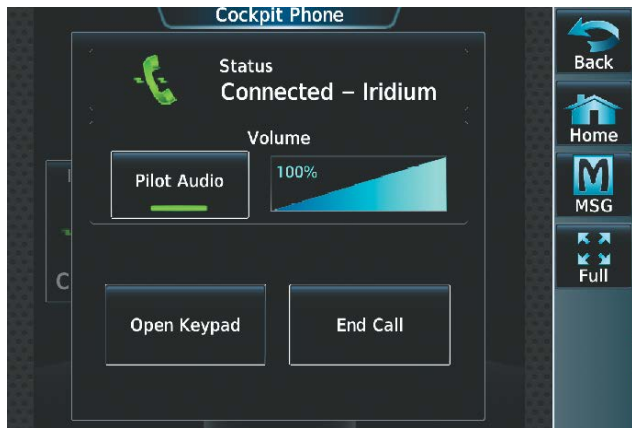 Cockpit Phone
Status
Connected – Iridium
Volume
Pilot Audio
100%
C
Open Keypad
End Call
Back
Home
MSG
Full